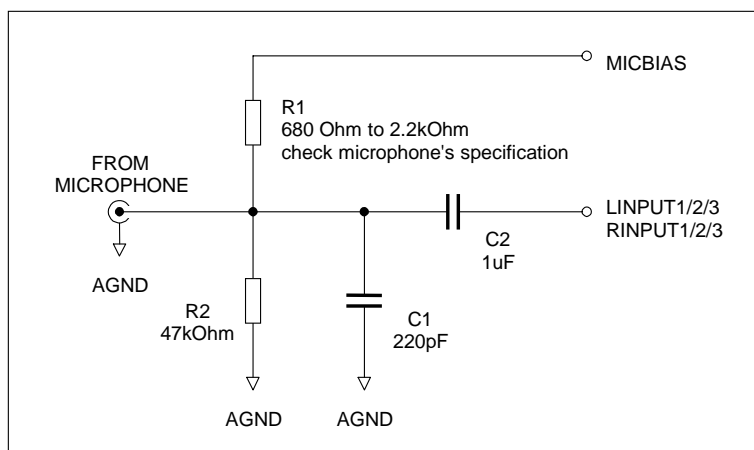 MICBIAS
R1
680 Ohm to 2.2kOhm
check microphone's specification
FROM
MICROPHONE
LINPUT1/2/3
RINPUT1/2/3
C2
1uF
AGND
R2
47kOhm
C1
220pF
AGND
AGND